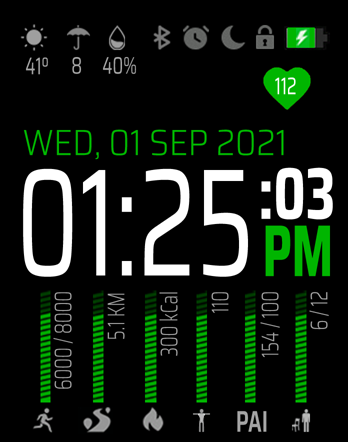 41º 8 40%
112
WED, 01 SEP 2021
01:25 :03
PM
6000 / 8000
5.1 KM
300 kCal
110
154 / 100
6 / 12
PAI